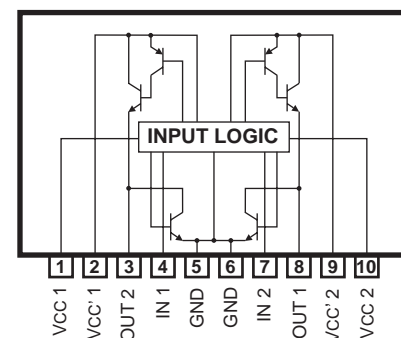 INPUT LOGIC
1 2 3 4 5 6 7 8 9 10
VCC 1
VCC' 1
OUT 2
IN 1
GND
GND
IN 2
OUT 1
VCC' 2
VCC 2